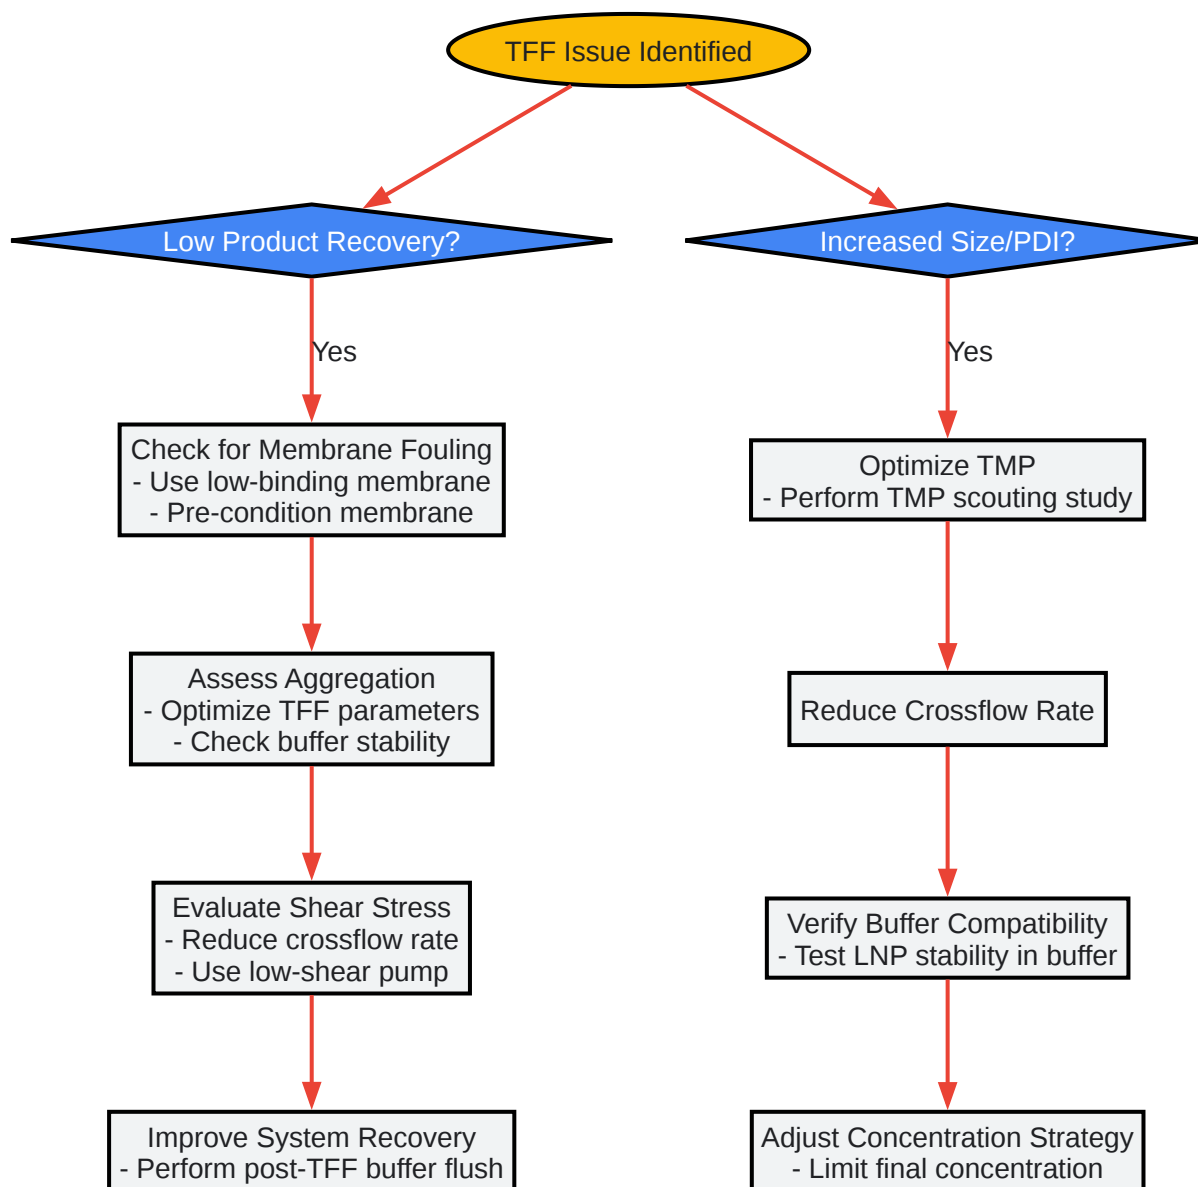 TFF Issue Identified
Low Product Recovery?
Increased Size/PDI?
Yes
Yes
Check for Membrane Fouling
- Use low-binding membrane
- Pre-condition membrane
Optimize TMP
- Perform TMP scouting study
Assess Aggregation
- Optimize TFF parameters
- Check buffer stability
Reduce Crossflow Rate
Evaluate Shear Stress
- Reduce crossflow rate
- Use low-shear pump
Verify Buffer Compatibility
- Test LNP stability in buffer
Improve System Recovery
- Perform post-TFF buffer flush
Adjust Concentration Strategy
- Limit final concentration